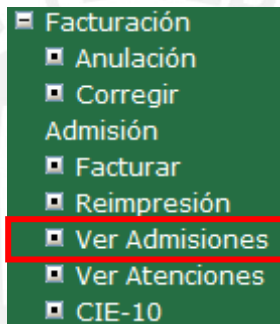 Facturación
Anulación
Corregir
Admisión
Facturar
Reimpresión
Ver Admisiones
Ver Atenciones
CIE-10